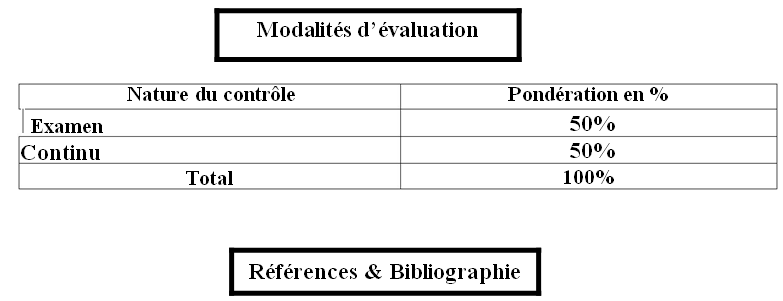 Modalités d'évaluation
Nature du contrôle Pondération en %
Examen 50%
Continu 50%
Total 100%
Références & Bibliographie